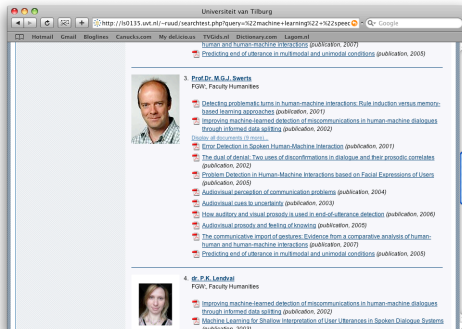 Universiteit van Tilburg
http://ls0135.uvt.nl/~ruud/searchtest.php?query=%22machine+learning%22+%22speec
Google
Hotmail Gmail Bloglines Canucks.com My del.icio.us TVGids.nl Dictionary.com Lagom.nl
human and human-machine interactions (publication, 2007)
Predicting end of utterance in multimodal and unimodal conditions (publication, 2005)
3. Prof.Dr. M.G.J. Swerts
FGW:, Faculty Humanities
Detecting problematic turns in human-machine interactions: Rule induction versus memory-
based learning approaches (publication, 2001)
Improving machine-learned detection of miscommunications in human-machine dialogues
through informed data splitting (publication, 2002)
Display all documents (9 more)...
Error Detection in Spoken Human-Machine Interaction (publication, 2001)
The dual of denial: Two uses of disconfirmations in dialogue and their prosodic correlates
(publication, 2002)
Problem Detection in Human-Machine Interactions based on Facial Expressions of Users
(publication, 2005)
Audiovisual perception of communication problems (publication, 2004)
Audiovisual cues to uncertainty (publication, 2003)
How auditory and visual prosody is used in end-of-utterance detection (publication, 2006)
Audiovisual prosody and feeling of knowing (publication, 2005)
The communicative import of gestures: Evidence from a comparative analysis of human-
human and human-machine interactions (publication, 2007)
Predicting end of utterance in multimodal and unimodal conditions (publication, 2005)
4. dr. P.K. Lendvai
FGW:, Faculty Humanities
Improving machine-learned detection of miscommunications in human-machine dialogues
through informed data splitting (publication, 2002)
Machine Learning for Shallow Interpretation of User Utterances in Spoken Dialogue Systems
(publication, 2003)